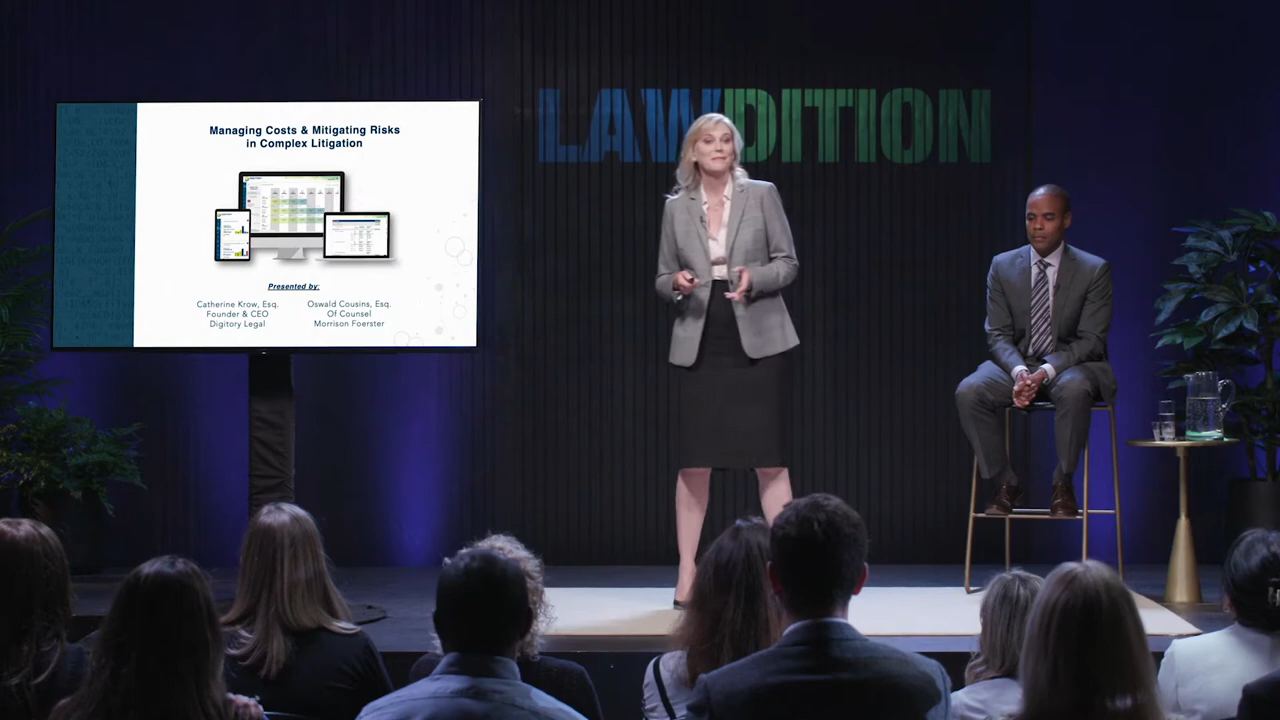 LAWDITION
Managing Costs & Mitigating Risks
in Complex Litigation
Presented by:
Catherine Krow, Esq.
Founder & CEO
Digitory Legal
Oswald Cousins, Esq.
Of Counsel
Morrison Foerster